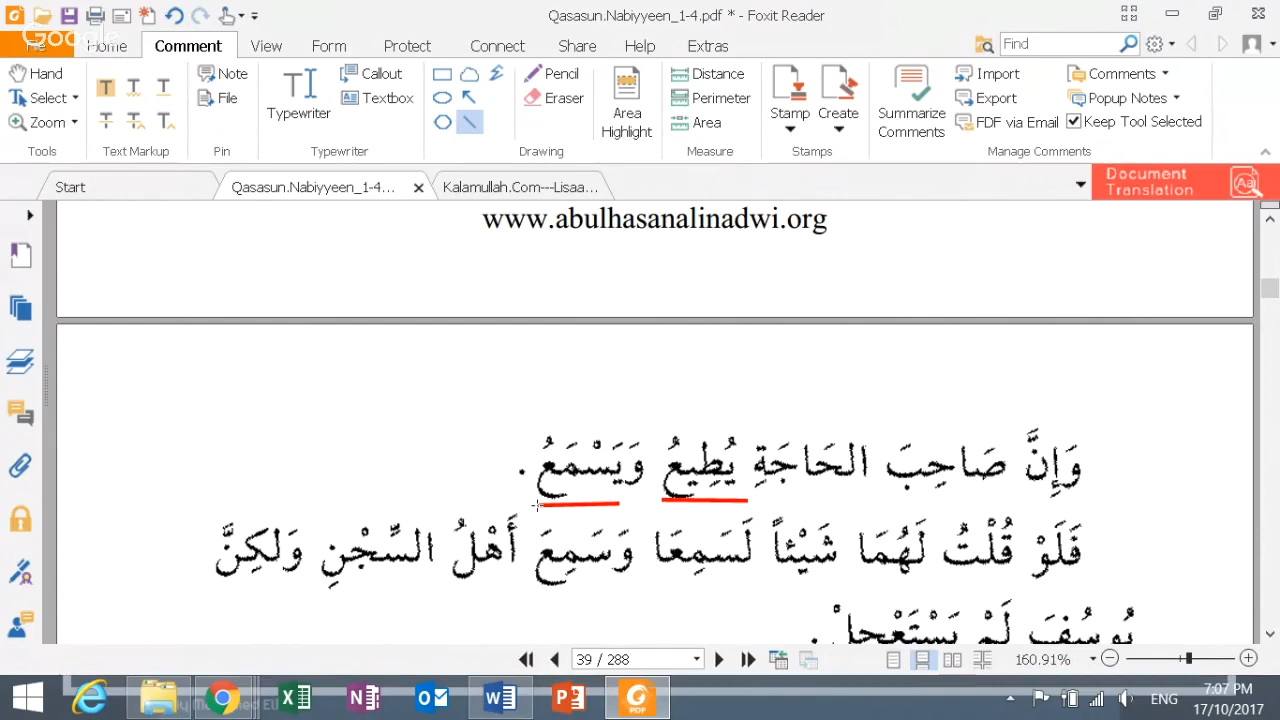 Qasasun.Nabiyyeen_1-4.pdf * - Foxit Reader
Google
File Home Comment View Form Protect Connect Share Help Extras Find
Hand
Select
Zoom
Tools
Text Markup
Note
File
Pin
Typewriter
Callout
Textbox
Typewriter
Pencil
Eraser
Drawing
Area Highlight
Distance
Perimeter
Area
Measure
Stamp
Create
Stamps
Summarize Comments
Import
Export
FDF via Email
Comments
Popup Notes
Keep Tool Selected
Manage Comments
Start
Qasasun.Nabiyyeen_1-4...
Kalamullah.Com---Lisaa...
Document Translation
www.abulhasanalinadwi.org
وَإِنَّ صَاحِبَ الحَاجَةِ يُطِيعُ وَيَسْمَعُ .
فَلَوْ قُلْتُ لَهُمَا شَيْئاً لَسَمِعَا وَسَمِعَ أَهْلُ السِّجْنِ وَلكِنَّ
يُوسُفَ لَمْ يَسْتَعْجِلْ .
39 / 288
160.91%
ENG
7:07 PM
17/10/2017